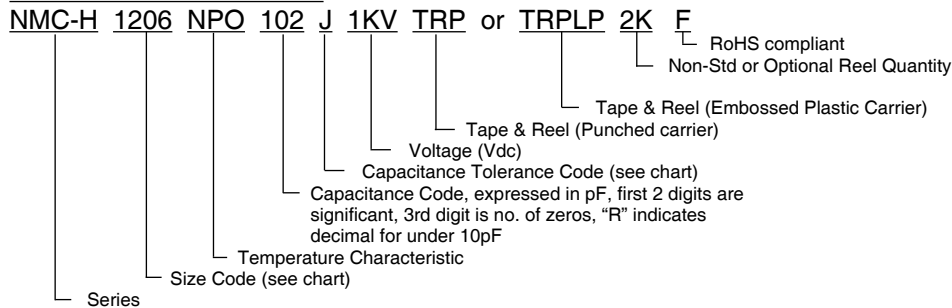 NMC-H 1206 NPO 102 J 1KV TRP or TRPLP 2K F
RoHS compliant
Non-Std or Optional Reel Quantity
Tape & Reel (Embossed Plastic Carrier)
Tape & Reel (Punched carrier)
Voltage (Vdc)
Capacitance Tolerance Code (see chart)
Capacitance Code, expressed in pF, first 2 digits are
significant, 3rd digit is no. of zeros, “R” indicates
decimal for under 10pF
Temperature Characteristic
Size Code (see chart)
Series